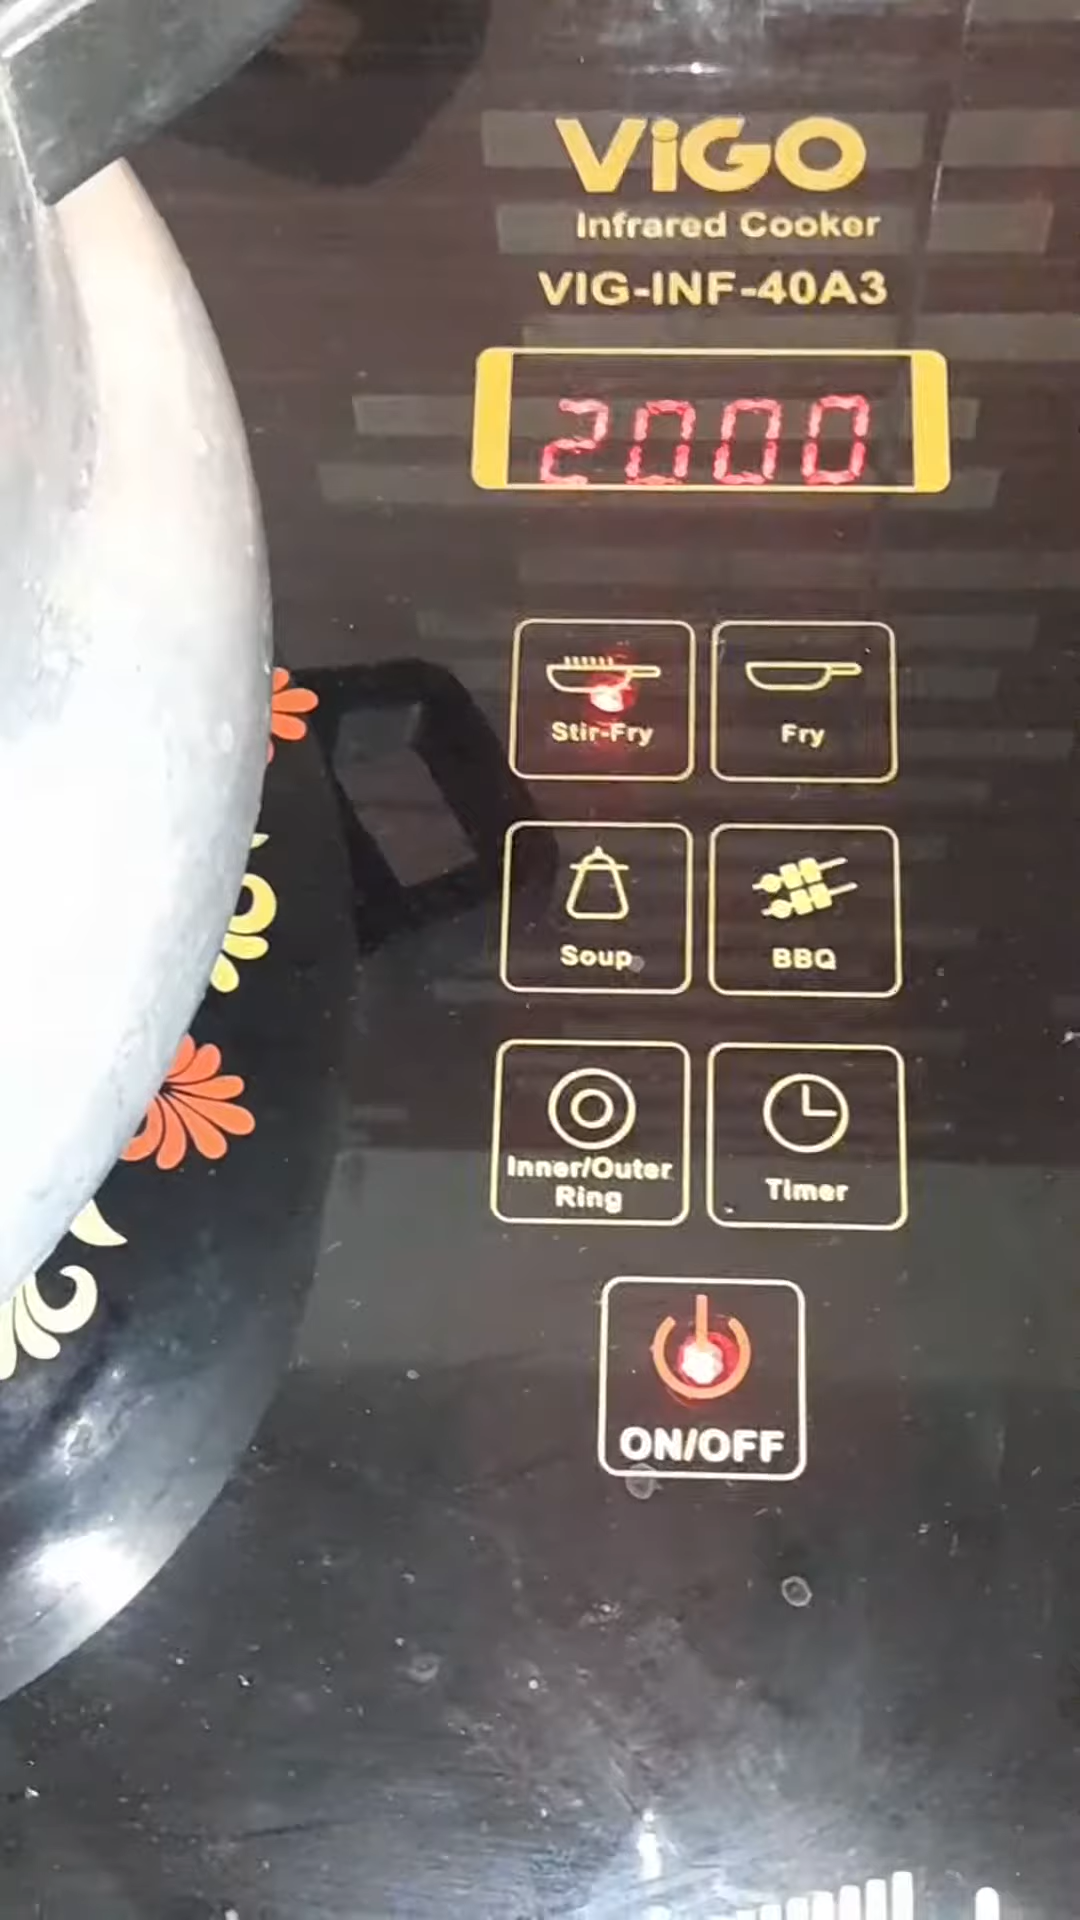 ViGO
Infrared Cooker
VIG-INF-40A3
2000
Stir-Fry
Fry
Soup
BBQ
Inner/Outer
Ring
Timer
ON/OFF